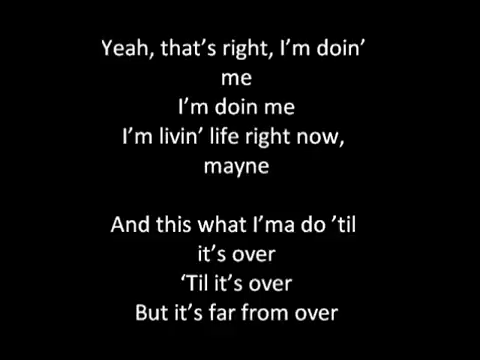 Yeah, that’s right, I’m doin’
me
I’m doin me
I’m livin’ life right now,
mayne
And this what I’ma do ’til
it’s over
‘Til it’s over
But it’s far from over